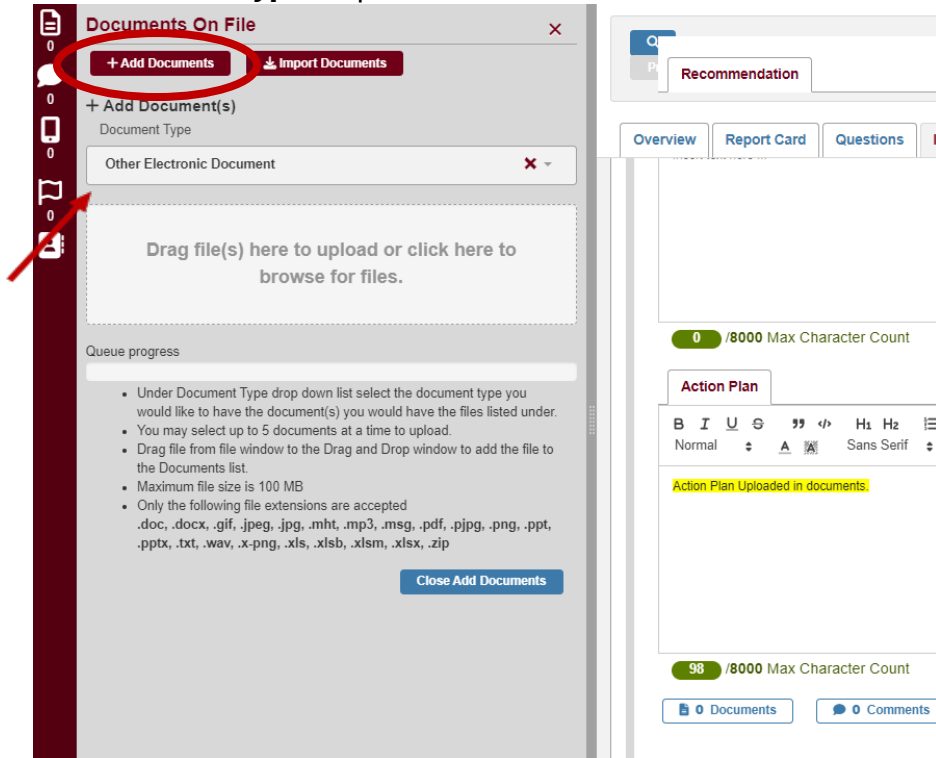 0
0
0
0
Documents On File ×
+ Add Documents
Import Documents
+ Add Document(s)
Document Type
Other Electronic Document
Drag file(s) here to upload or click here to
browse for files.
Queue progress
• Under Document Type drop down list select the document type you
would like to have the document(s) you would have the files listed under.
• You may select up to 5 documents at a time to upload.
• Drag file from file window to the Drag and Drop window to add the file to
the Documents list.
• Maximum file size is 100 MB
• Only the following file extensions are accepted
.doc, .docx, .gif, .jpeg, .jpg, .mht, .mp3, .msg, .pdf, .pjpg, .png, .ppt,
.pptx, .txt, .wav, .x-png, .xls, .xlsb, .xlsm, .xlsx, .zip
Close Add Documents
Recommendation
Overview Report Card Questions
0 /8000 Max Character Count
Action Plan
B I U S H1 H2
Normal A Sans Serif
Action Plan Uploaded in documents.
98 /8000 Max Character Count
0 Documents
0 Comments